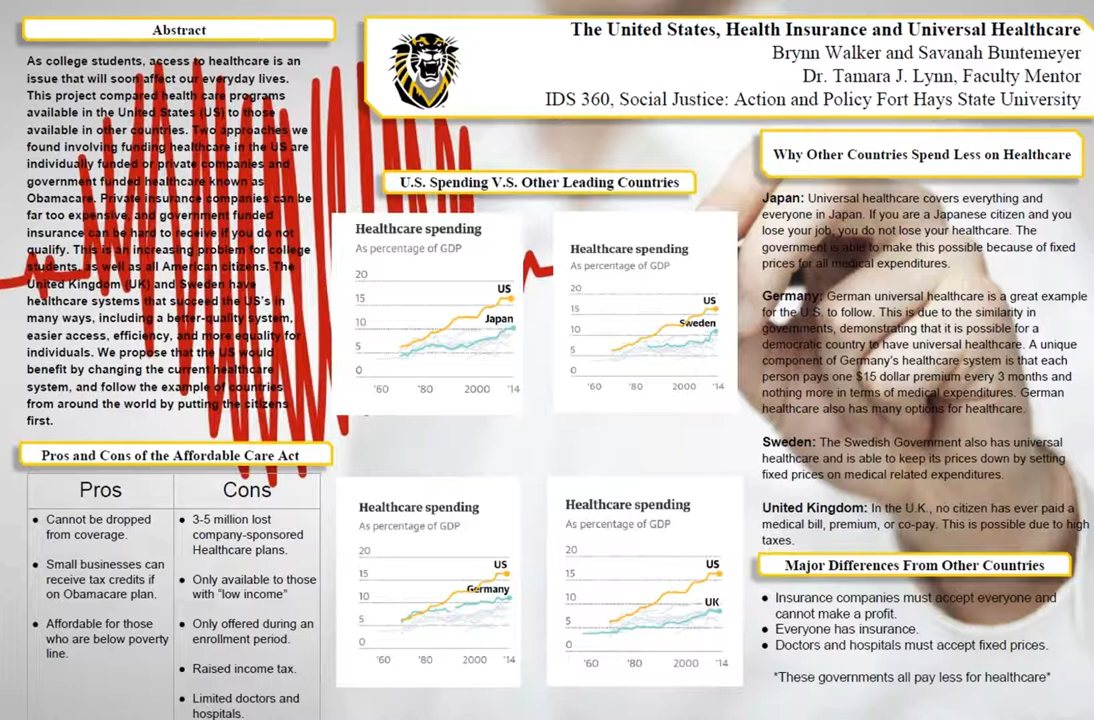 Abstract
As college students, access to healthcare is an
issue that will soon affect our everyday lives.
This project compared health care programs
available in the United States (US) to those
available in other countries. Two approaches we
found involving funding healthcare in the US are
individually funded or private companies and
government funded healthcare known as
Obamacare. Private insurance companies can be
far too expensive, and government funded
insurance can be hard to receive if you do not
qualify. This is an increasing problem for college
students, as well as all American citizens. The
United Kingdom (UK) and Sweden have
healthcare systems that succeed the US's in
many ways, including a better-quality system,
easier access, efficiency, and more equality for
individuals. We propose that the US would
benefit by changing the current healthcare
system, and follow the example of countries
from around the world by putting the citizens
first.
Pros and Cons of the Affordable Care Act
Pros
● Cannot be dropped
from coverage.
● Small businesses can
receive tax credits if
on Obamacare plan.
● Affordable for those
who are below poverty
line.
Cons
● 3-5 million lost
company-sponsored
Healthcare plans.
● Only available to those
with “low income”
● Only offered during an
enrollment period.
● Raised income tax.
● Limited doctors and
hospitals.
The United States, Health Insurance and Universal Healthcare
Brynn Walker and Savanah Buntemeyer
Dr. Tamara J. Lynn, Faculty Mentor
IDS 360, Social Justice: Action and Policy Fort Hays State University
U.S. Spending V.S. Other Leading Countries
Healthcare spending
As percentage of GDP
20
15
10
5
0
US
Japan
'60 '80 2000 '14
Healthcare spending
As percentage of GDP
20
15
10
5
0
US
Sweden
'60 '80 2000 '14
Healthcare spending
As percentage of GDP
20
15
10
5
0
US
Germany
'60 '80 2000 '14
Healthcare spending
As percentage of GDP
20
15
10
5
0
US
UK
'60 '80 2000 '14
Why Other Countries Spend Less on Healthcare
Japan: Universal healthcare covers everything and
everyone in Japan. If you are a Japanese citizen and you
lose your job, you do not lose your healthcare. The
government is able to make this possible because of fixed
prices for all medical expenditures.
Germany: German universal healthcare is a great example
for the U.S. to follow. This is due to the similarity in
governments, demonstrating that it is possible for a
democratic country to have universal healthcare. A unique
component of Germany's healthcare system is that each
person pays one $15 dollar premium every 3 months and
nothing more in terms of medical expenditures. German
healthcare also has many options for healthcare.
Sweden: The Swedish Government also has universal
healthcare and is able to keep its prices down by setting
fixed prices on medical related expenditures.
United Kingdom: In the U.K., no citizen has ever paid a
medical bill, premium, or co-pay. This is possible due to high
taxes.
Major Differences From Other Countries
● Insurance companies must accept everyone and
cannot make a profit.
● Everyone has insurance.
● Doctors and hospitals must accept fixed prices.
*These governments all pay less for healthcare*